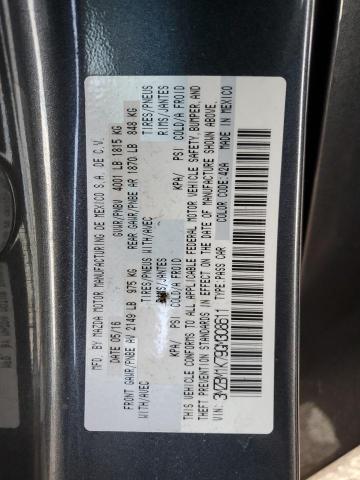 MFD. BY MAZDA MOTOR MANUFACTURING DE MEXICO S.A. DE C.V.
DATE 05/16 GVWR/PNBV 4001 LB 1815 KG
FRONT GAWR/PNBE AV 2149 LB 975 KG REAR GAWR/PNBE AR 1870 LB 848 KG
WITH/AVEC TIRES/PNEUS WITH/AVEC TIRES/PNEUS
RIMS/JANTES RIMS/JANTES
KPA/ PSI COLD/A FROID KPA/ PSI COLD/A FROID
THIS VEHICLE CONFORMS TO ALL APPLICABLE FEDERAL MOTOR VEHICLE SAFETY, BUMPER, AND
THEFT PREVENTION STANDARDS IN EFFECT ON THE DATE OF MANUFACTURE SHOWN ABOVE.
VIN: TYPE:PASS CAR COLOR CODE:42A MADE IN MEXICO